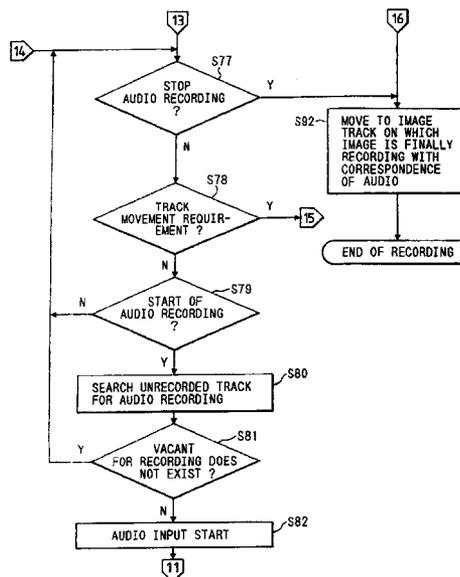 13
16
14
S77
STOP
AUDIO RECORDING
?
Y
N
S92
MOVE TO IMAGE
TRACK ON WHICH
IMAGE IS FINALLY
RECORDING WITH
CORRESPONDENCE
OF AUDIO
S78
TRACK
MOVEMENT REQUIR-
EMENT ?
Y
15
N
END OF RECORDING
S79
START OF
AUDIO RECORDING
?
N
Y
S80
SEARCH UNRECORDED TRACK
FOR AUDIO RECORDING
S81
VACANT
FOR RECORDING DOES
NOT EXIST ?
Y
N
S82
AUDIO INPUT START
11